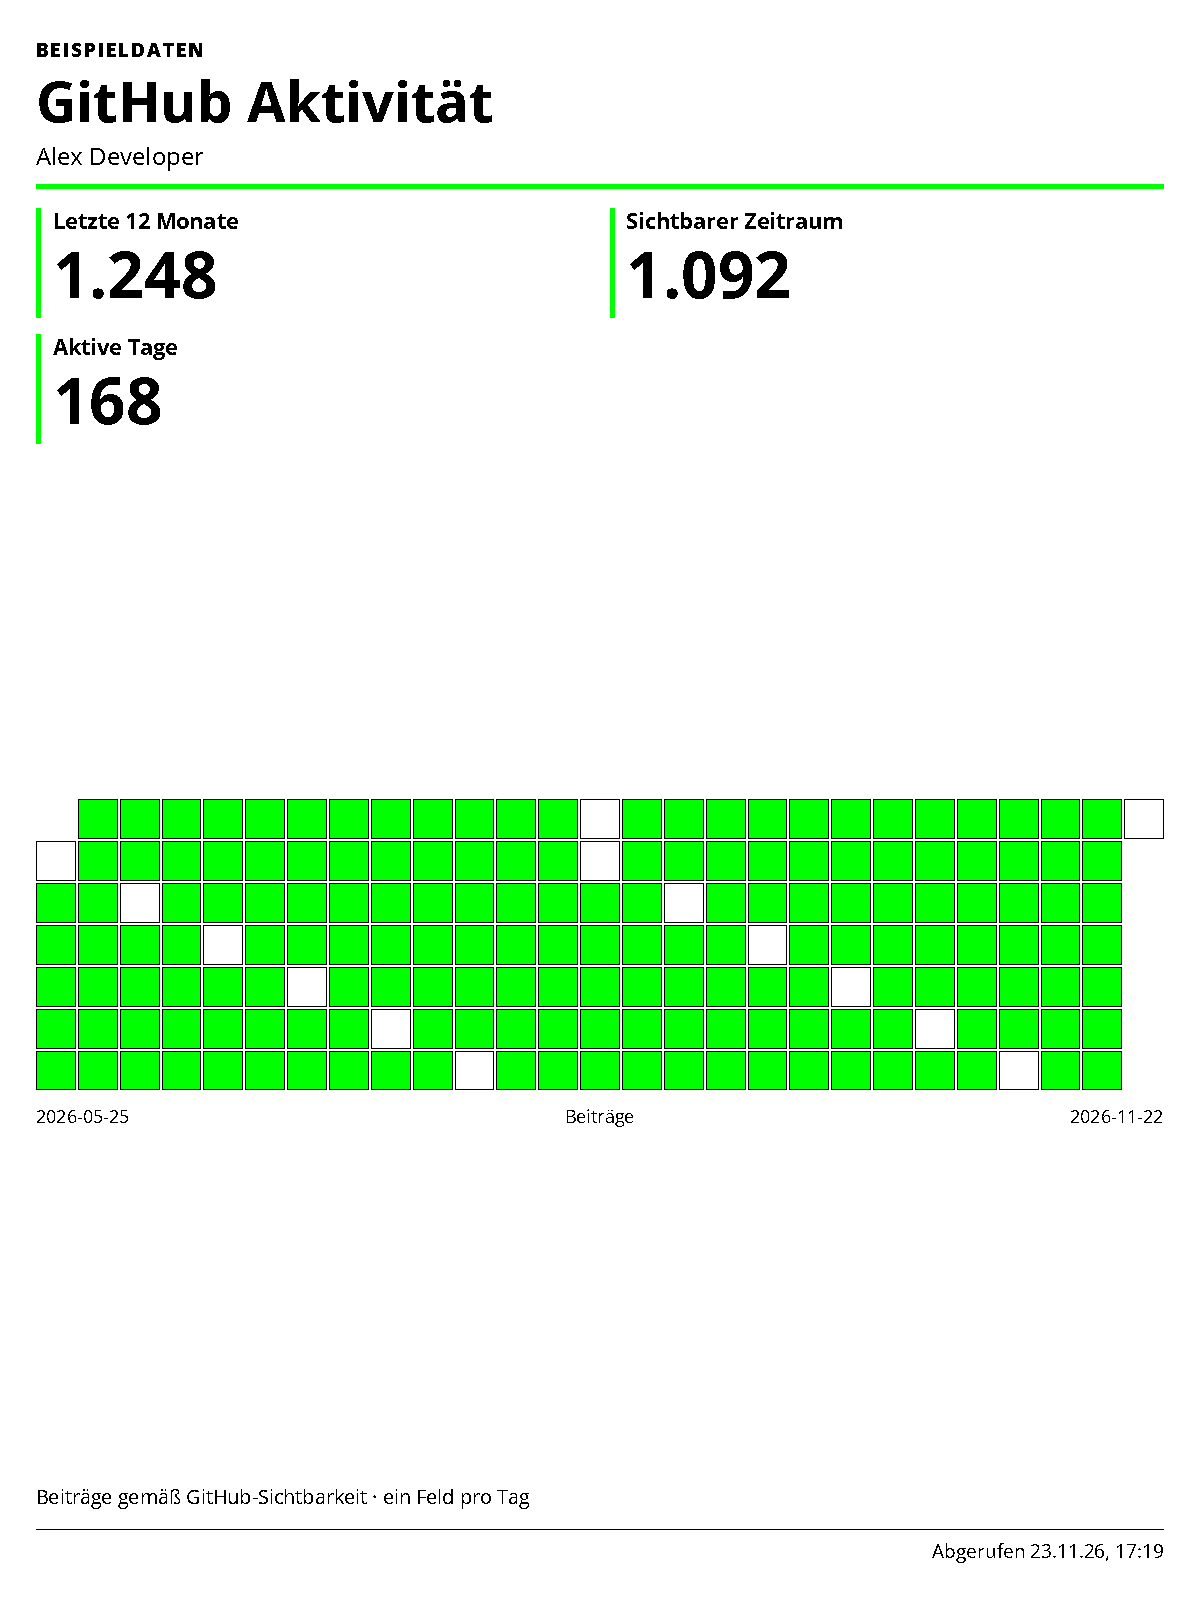 BEISPIELDATEN
GitHub Aktivität
Alex Developer
Letzte 12 Monate
1.248
Sichtbarer Zeitraum
1.092
Aktive Tage
168
2026-05-25
Beiträge
2026-11-22
Beiträge gemäß GitHub-Sichtbarkeit · ein Feld pro Tag
Abgerufen 23.11.26, 17:19